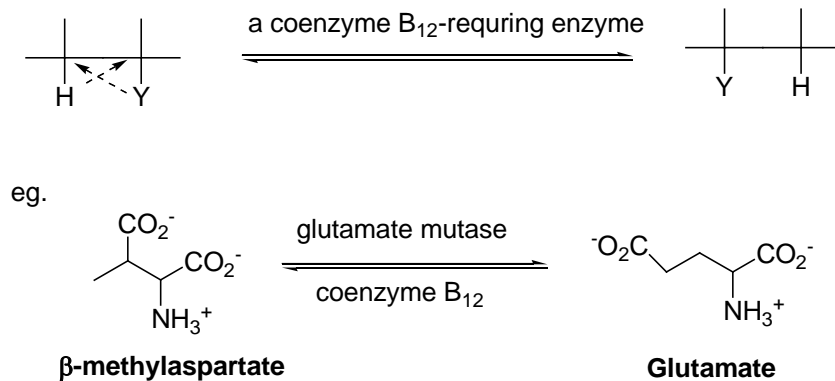 a coenzyme B₁₂-requring enzyme
H Y
Y H
eg.
CO₂⁻
CO₂⁻
NH₃⁺
β-methylaspartate
glutamate mutase
coenzyme B₁₂
⁻O₂C
CO₂⁻
NH₃⁺
Glutamate